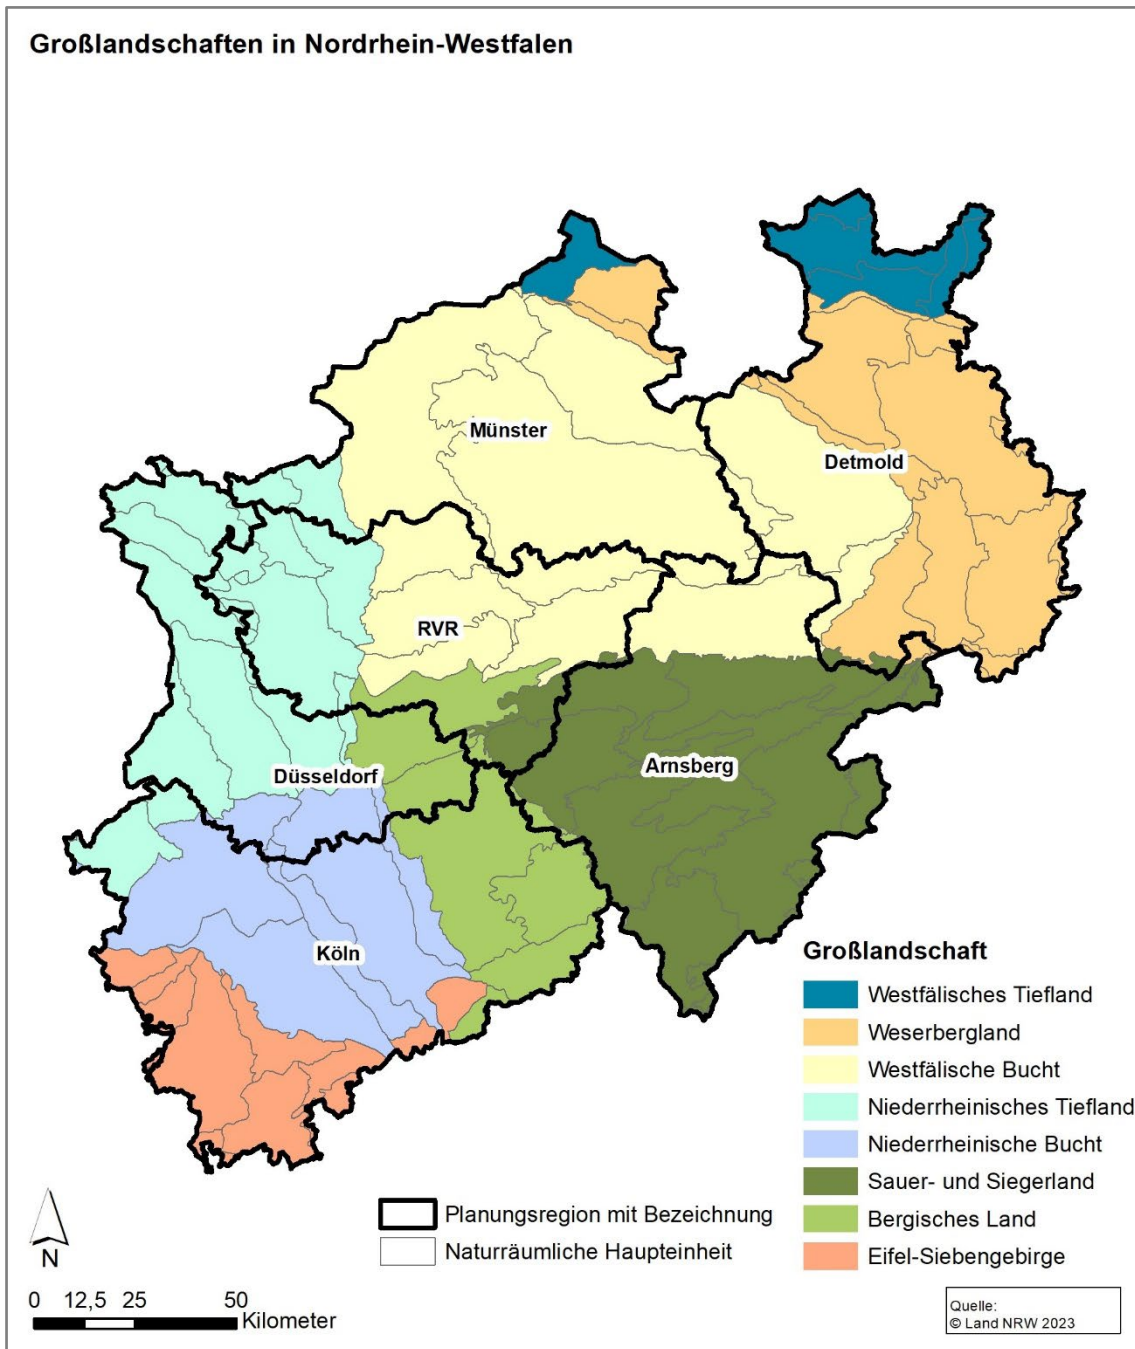 Großlandschaften in Nordrhein-Westfalen
Münster
Detmold
RVR
Düsseldorf
Arnsberg
Köln
Großlandschaft
Westfälisches Tiefland
Weserbergland
Westfälische Bucht
Niederrheinisches Tiefland
Niederrheinische Bucht
Sauer- und Siegerland
Bergisches Land
Eifel-Siebengebirge
Planungsregion mit Bezeichnung
Naturräumliche Haupteinheit
N
0 12,5 25 50
Kilometer
Quelle:
© Land NRW 2023